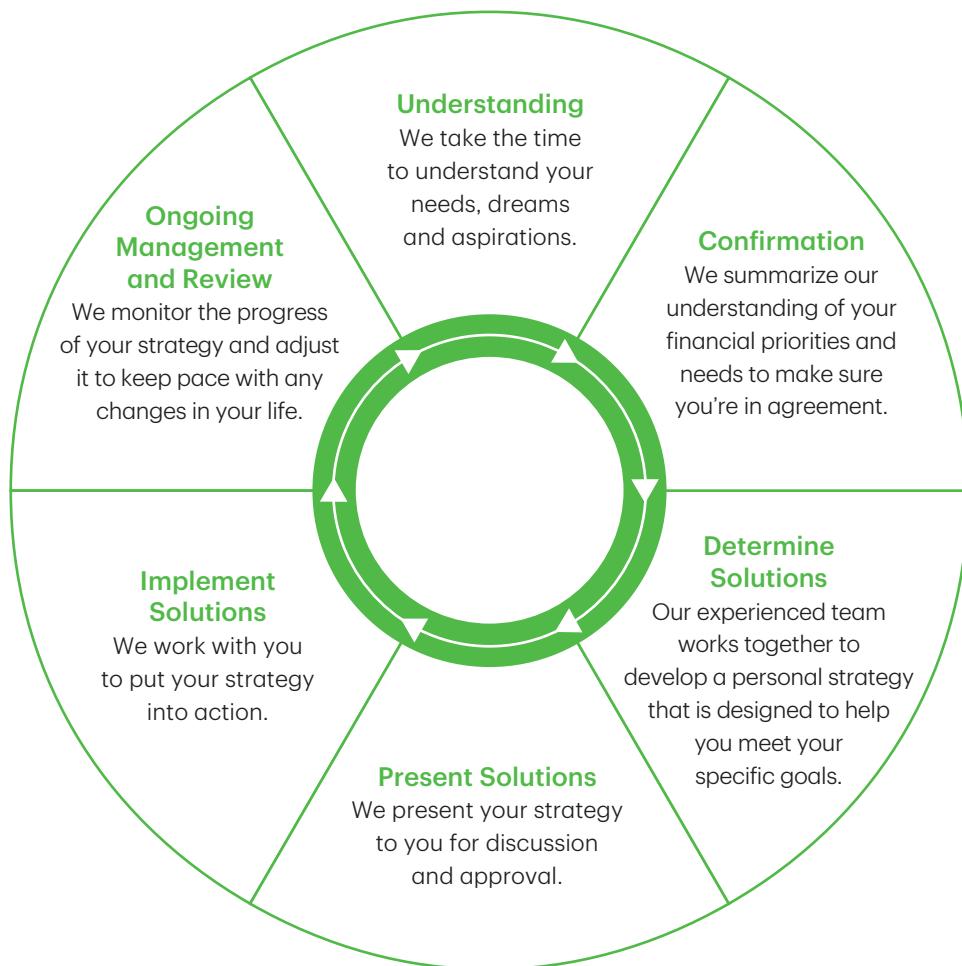 Understanding
We take the time
to understand your
needs, dreams
and aspirations.
Confirmation
We summarize our
understanding of your
financial priorities and
needs to make sure
you’re in agreement.
Determine
Solutions
Our experienced team
works together to
develop a personal strategy
that is designed to help
you meet your
specific goals.
Present Solutions
We present your strategy
to you for discussion
and approval.
Implement
Solutions
We work with you
to put your strategy
into action.
Ongoing
Management
and Review
We monitor the progress
of your strategy and adjust
it to keep pace with any
changes in your life.